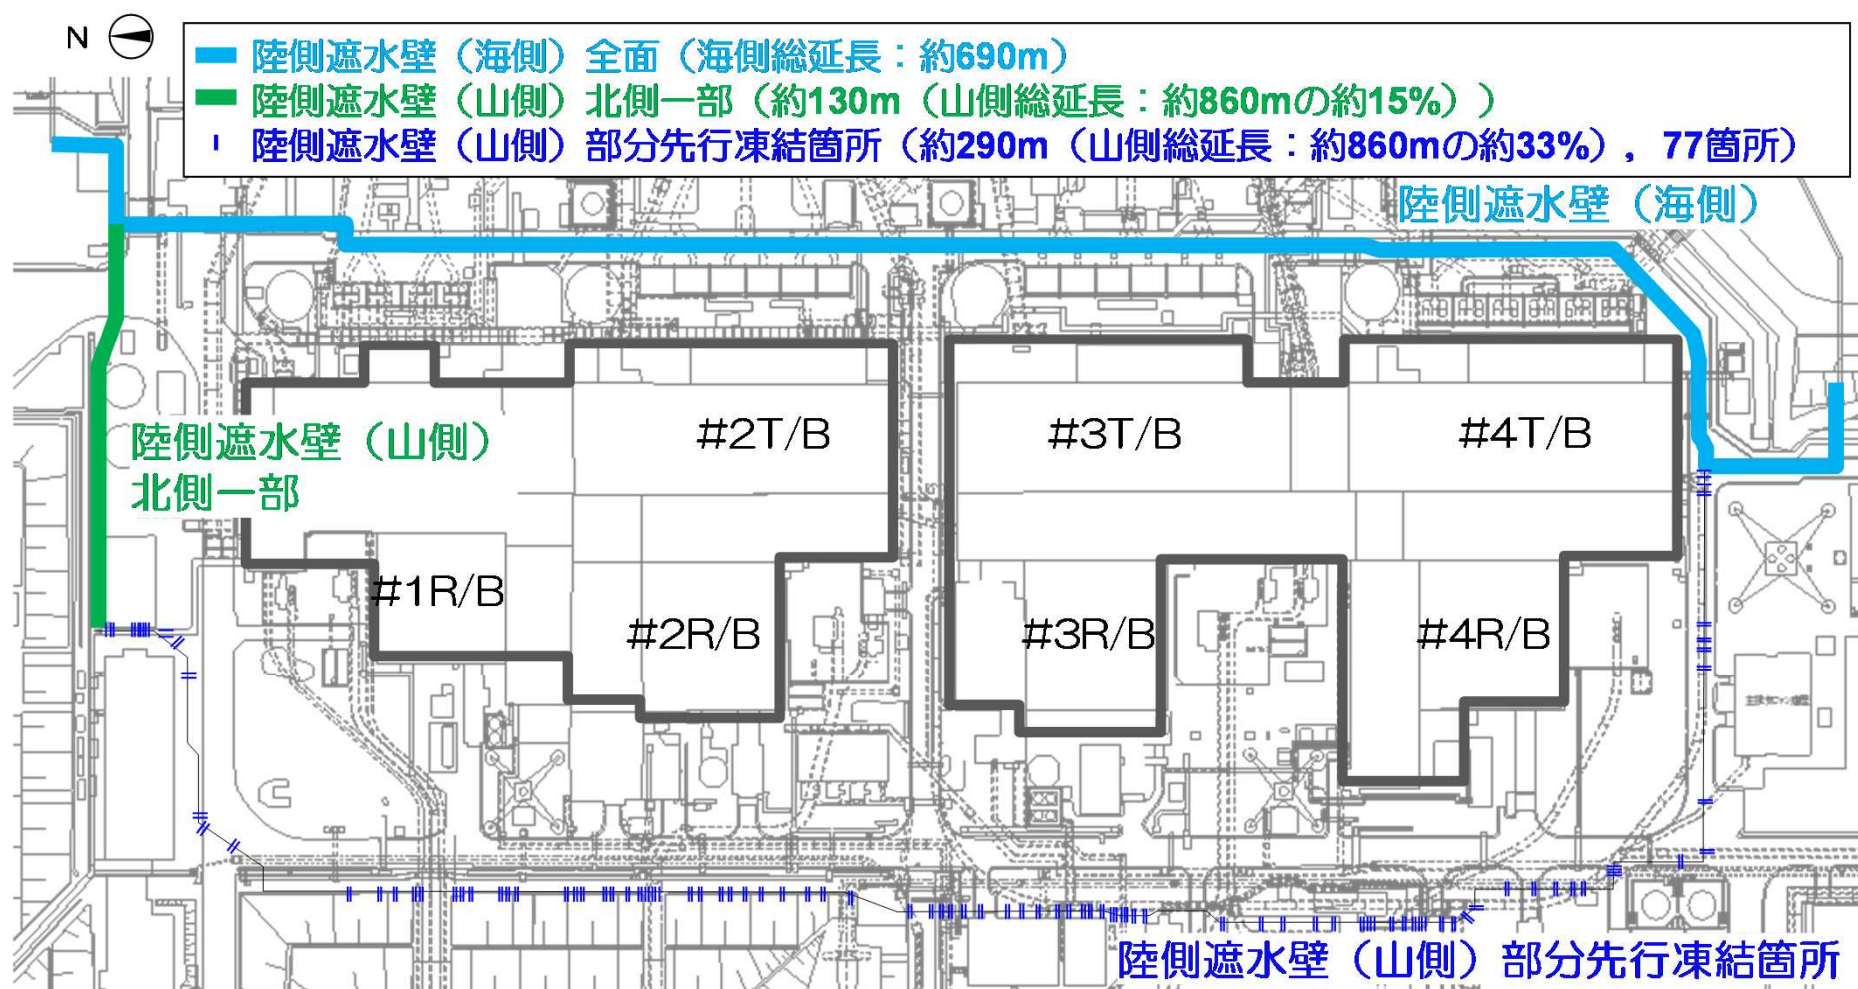 N
陸側遮水壁（海側）全面（海側総延長：約690m）
陸側遮水壁（山側）北側一部（約130m（山側総延長：約860mの約15%））
陸側遮水壁（山側）部分先行凍結箇所（約290m（山側総延長：約860mの約33%），77箇所）
陸側遮水壁（海側）
#2T/B
#3T/B
#4T/B
陸側遮水壁（山側）
北側一部
#1R/B
#2R/B
#3R/B
#4R/B
陸側遮水壁（山側）部分先行凍結箇所